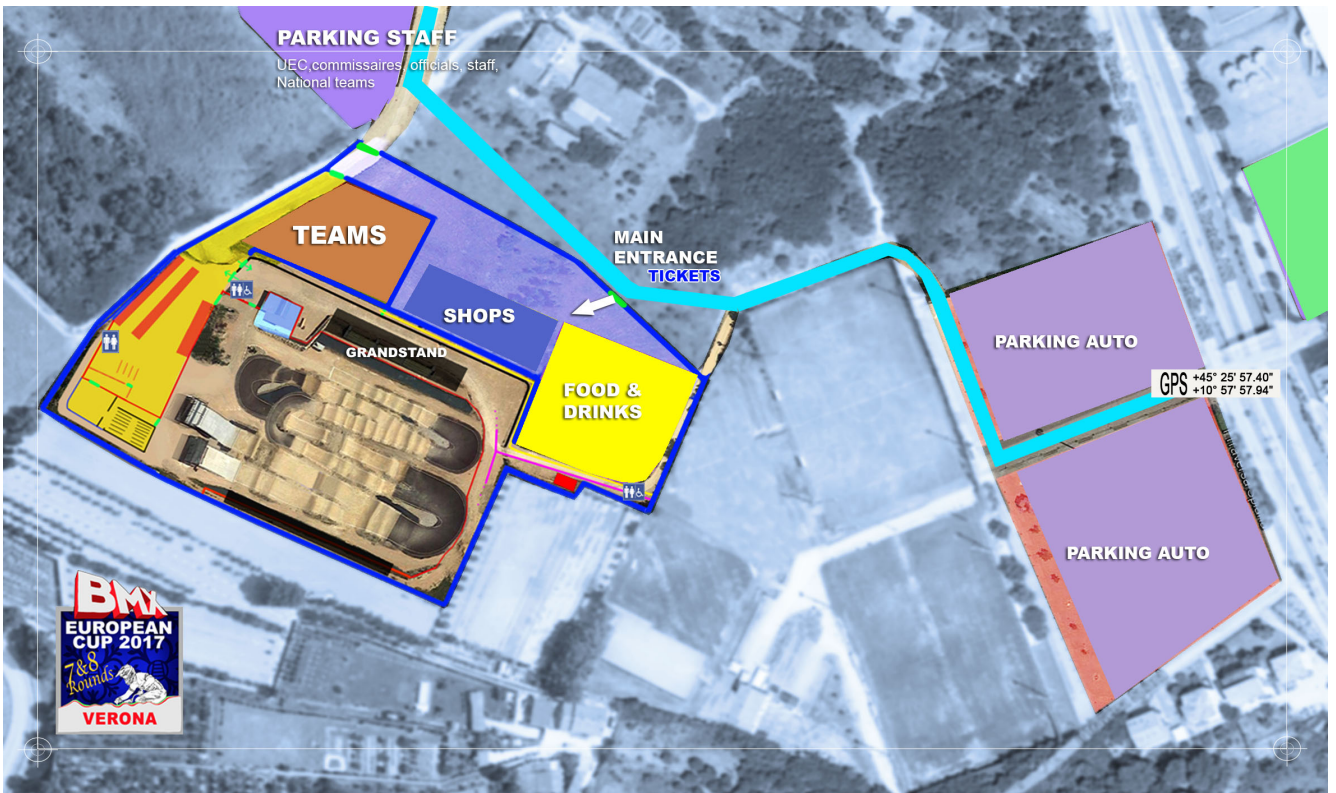 PARKING STAFF
UEC,commissaires, officials, staff,
National teams
TEAMS
MAIN
ENTRANCE
TICKETS
SHOPS
GRANDSTAND
FOOD &
DRINKS
PARKING AUTO
GPS
+45° 25' 57.40"
+10° 57' 57.94"
PARKING AUTO
BMX
EUROPEAN
CUP 2017
7&8
Rounds
VERONA